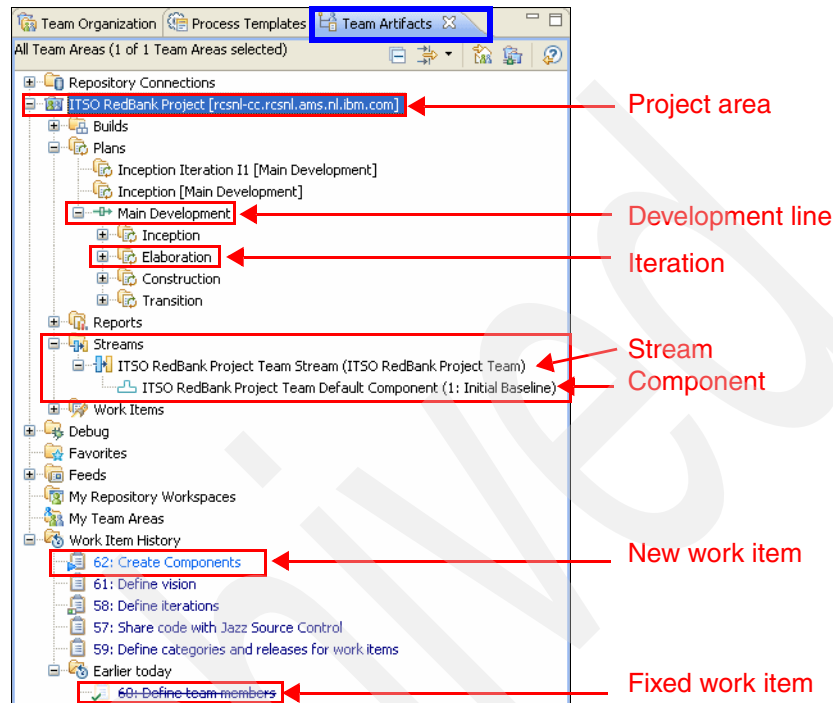 Team Organization Process Templates Team Artifacts
All Team Areas (1 of 1 Team Areas selected)
Repository Connections
ITSO RedBank Project [rcsnl-cc.rcsnl.ams.nl.ibm.com] Project area
Builds
Plans
Inception Iteration I1 [Main Development]
Inception [Main Development]
Main Development Development line
Inception
Elaboration Iteration
Construction
Transition
Reports
Streams Stream
ITSO RedBank Project Team Stream (ITSO RedBank Project Team)
ITSO RedBank Project Team Default Component (1: Initial Baseline) Component
Work Items
Debug
Favorites
Feeds
My Repository Workspaces
My Team Areas
Work Item History
62: Create Components New work item
61: Define vision
58: Define iterations
57: Share code with Jazz Source Control
59: Define categories and releases for work items
Earlier today
60: Define team members Fixed work item